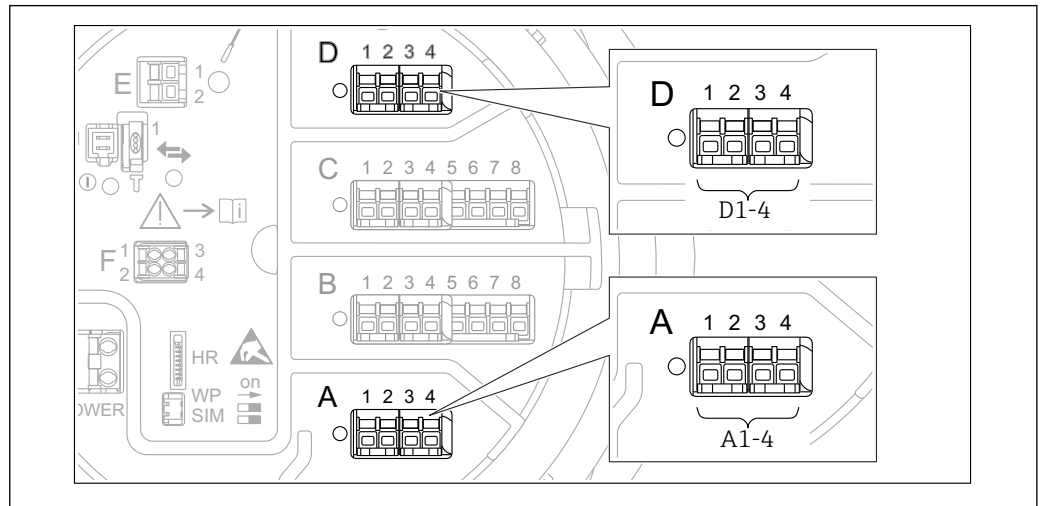 D 1 2 3 4
E 1
2
D 1 2 3 4
D1-4
1
C 1 2 3 4 5 6 7 8
i
F 1 3
2 4
B 1 2 3 4 5 6 7 8
A 1 2 3 4
A1-4
HR
WP on
SIM
OWER
A 1 2 3 4